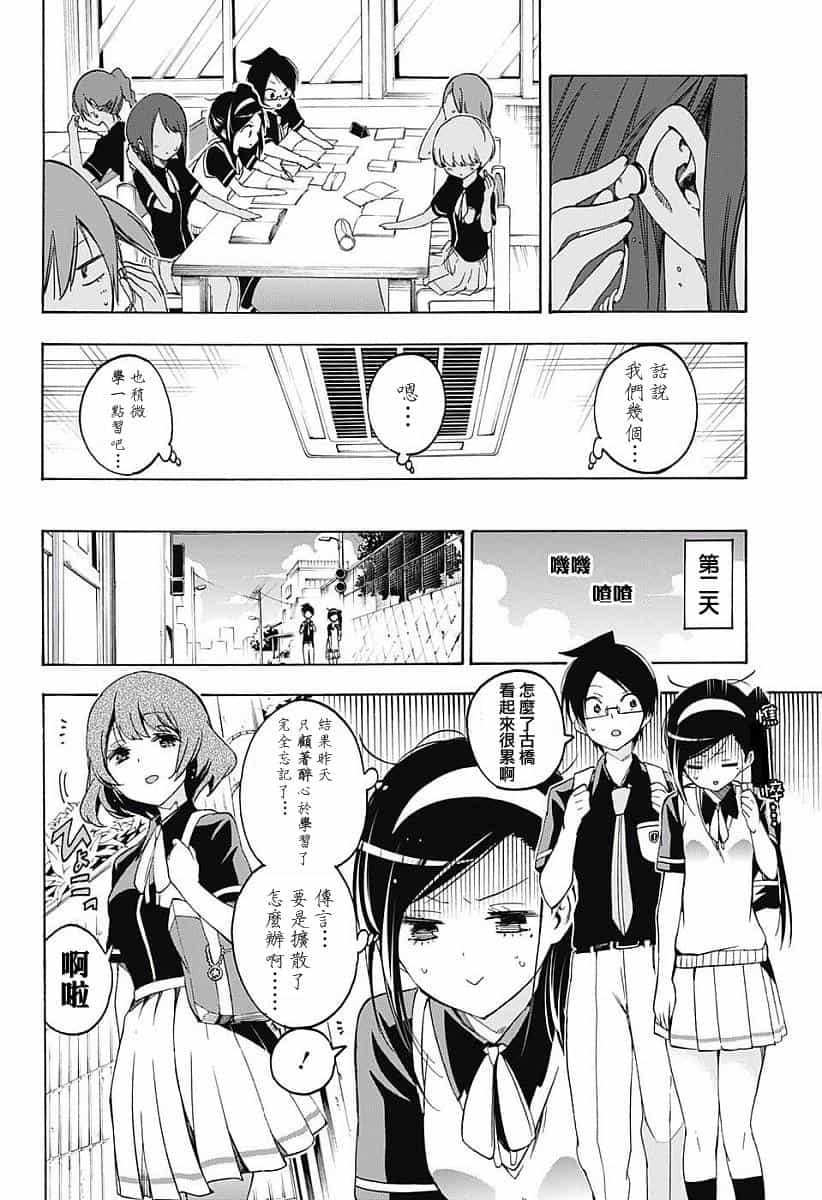 話說
我們幾個…
嗯…
也稍微
學一點習吧…
第二天
嘰嘰
喳喳
怎麼了古橋
看起來很累啊
憔
悴…
結果昨天
只顧著醉心於學習了
完全忘記了…
傳言…
要是擴散了
怎麼辦啊…
！
啊啦